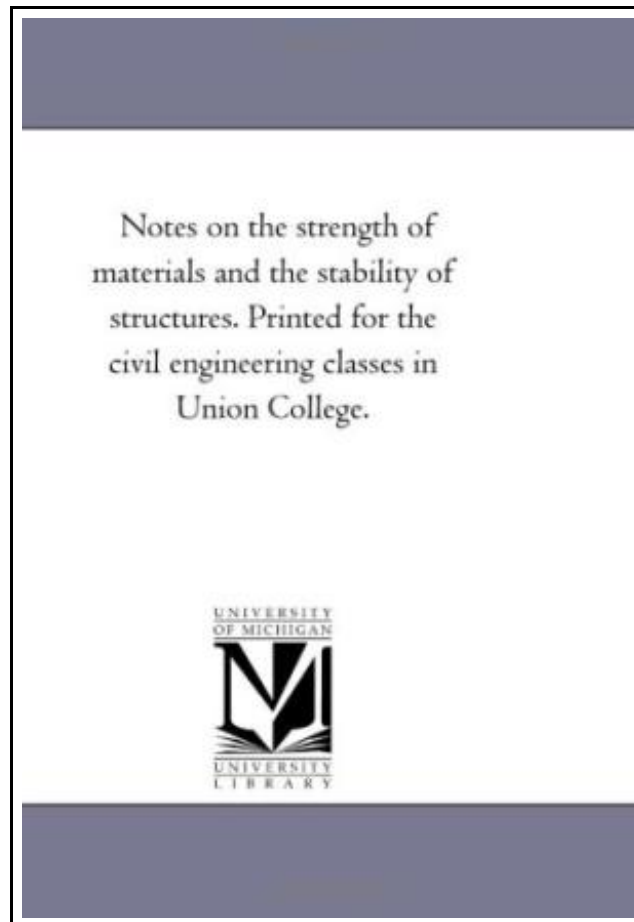 Notes on the strength of
materials and the stability of
structures. Printed for the
civil engineering classes in
Union College.
UNIVERSITY
OF MICHIGAN
UNIVERSITY
LIBRARY